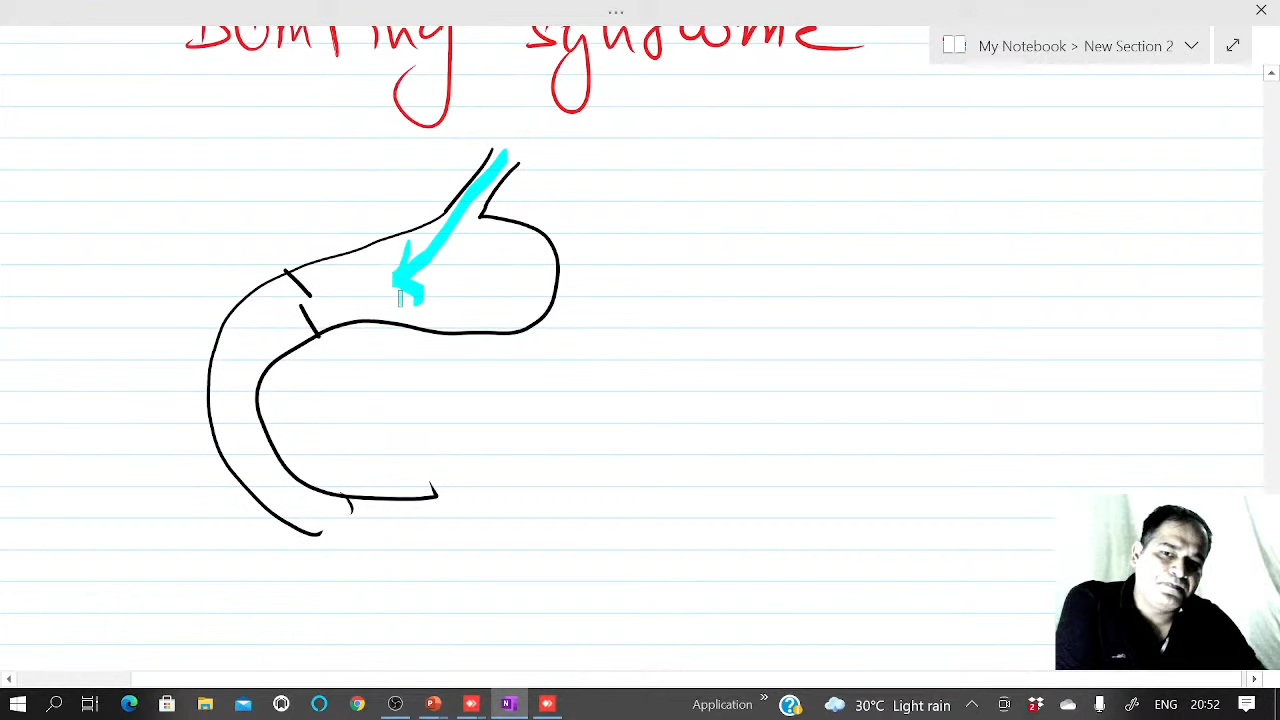 Dumping syndrome
My Notebook > New Section 2
Application
30°C Light rain
ENG
20:52